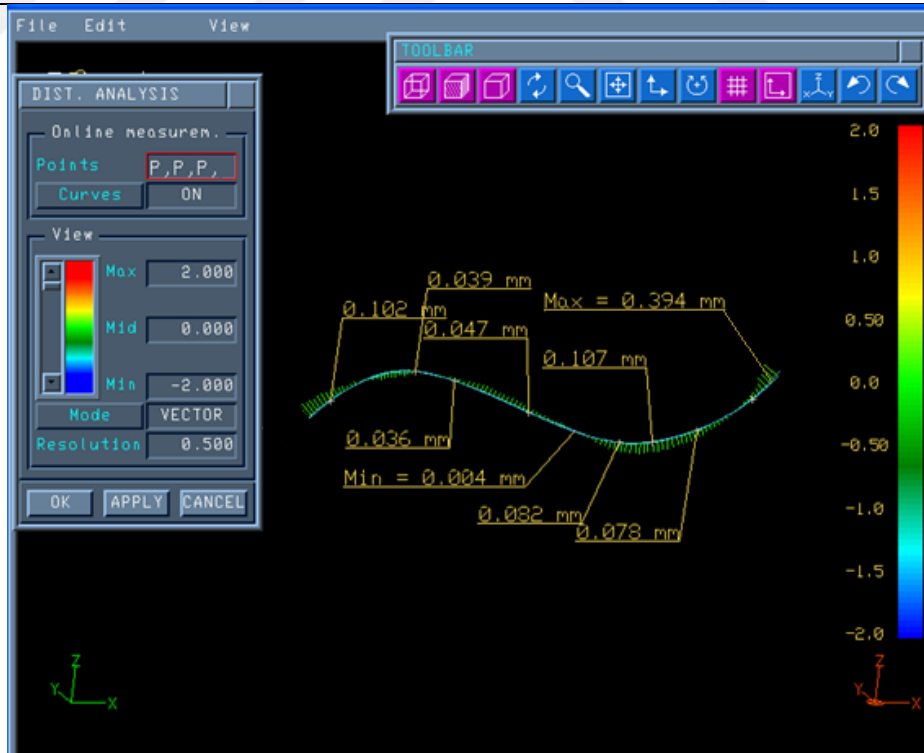 File Edit View
TOOLBAR
DIST. ANALYSIS
Online measurem.
Points P,P,P,
Curves ON
View
Max 2.000
Mid 0.000
Min -2.000
Mode VECTOR
Resolution 0.500
OK APPLY CANCEL
0.039 mm
Max = 0.394 mm
0.102 mm
0.047 mm
0.107 mm
0.036 mm
Min = 0.004 mm
0.082 mm
0.078 mm
2.0
1.5
1.0
0.50
0.0
-0.50
-1.0
-1.5
-2.0
Z
Y X
Z
Y X